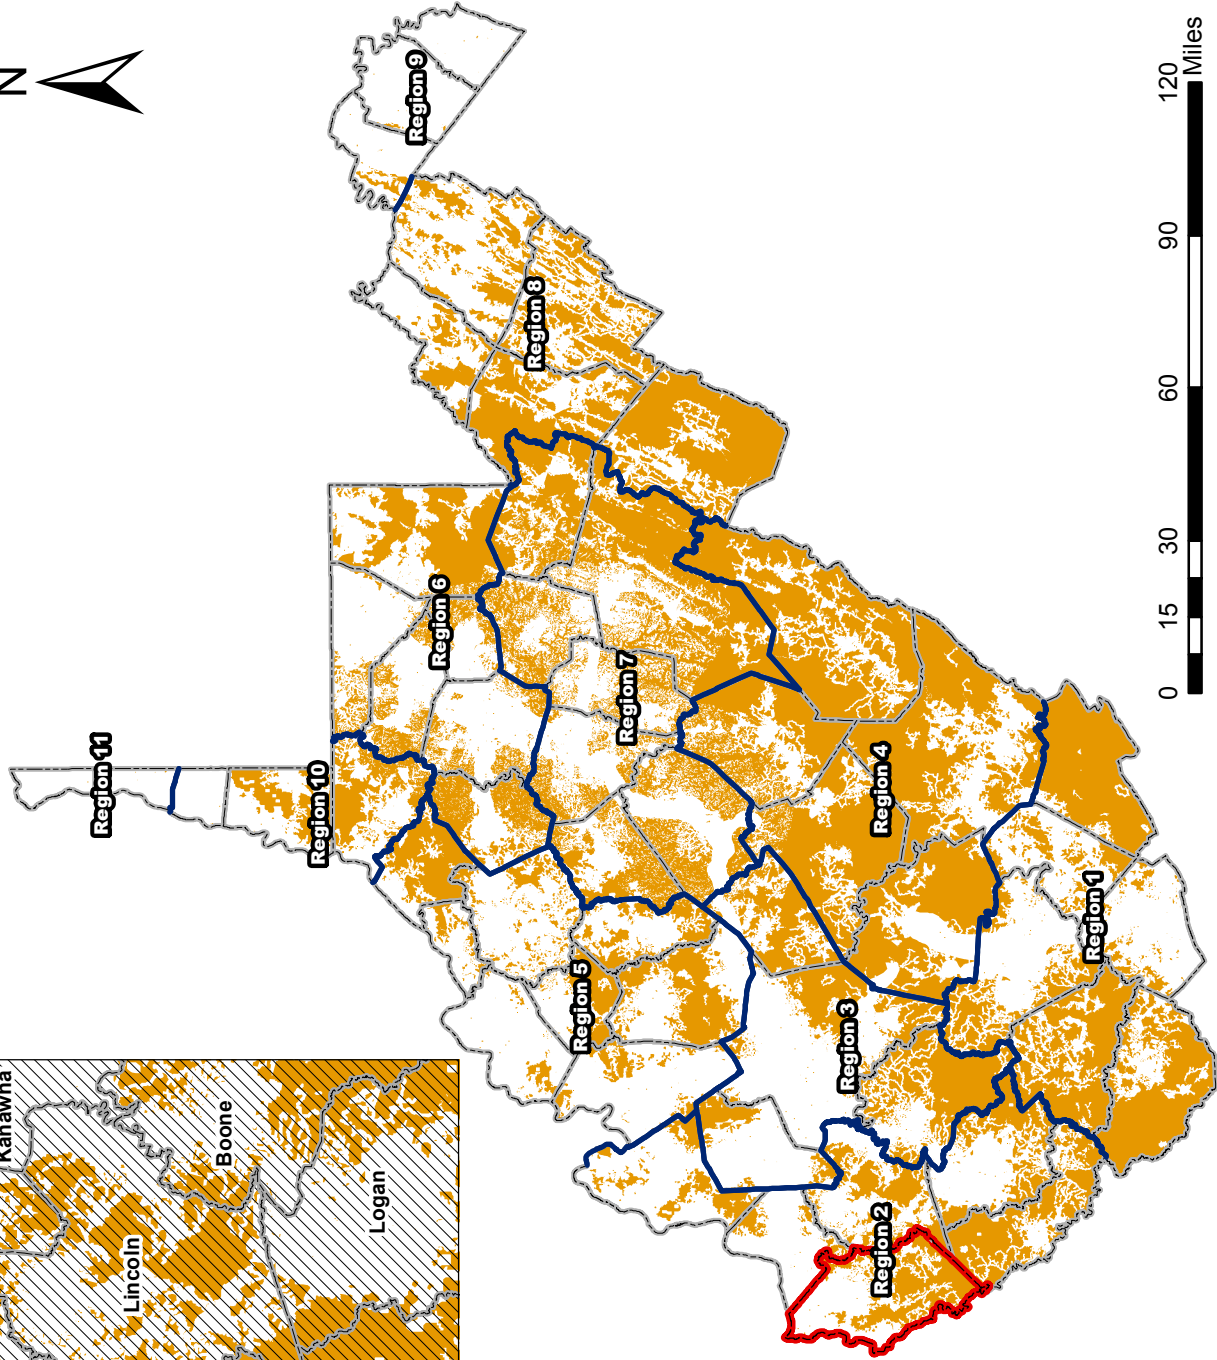 N
Region 11
Region 10
Region 9
Region 8
Region 6
Region 7
Region 5
Region 4
Region 3
Region 1
Region 2
Kanawha
Boone
Lincoln
Logan
0 15 30 60 90 120
Miles